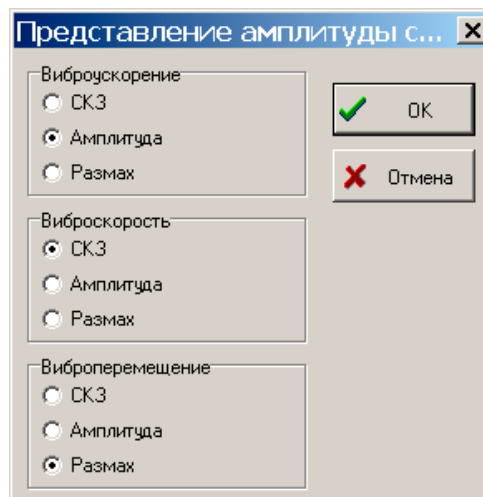 Представление амплитуды с...
Виброускорение
СКЗ
Амплитуда
Размах
OK
Отмена
Виброскорость
СКЗ
Амплитуда
Размах
Виброперемещение
СКЗ
Амплитуда
Размах